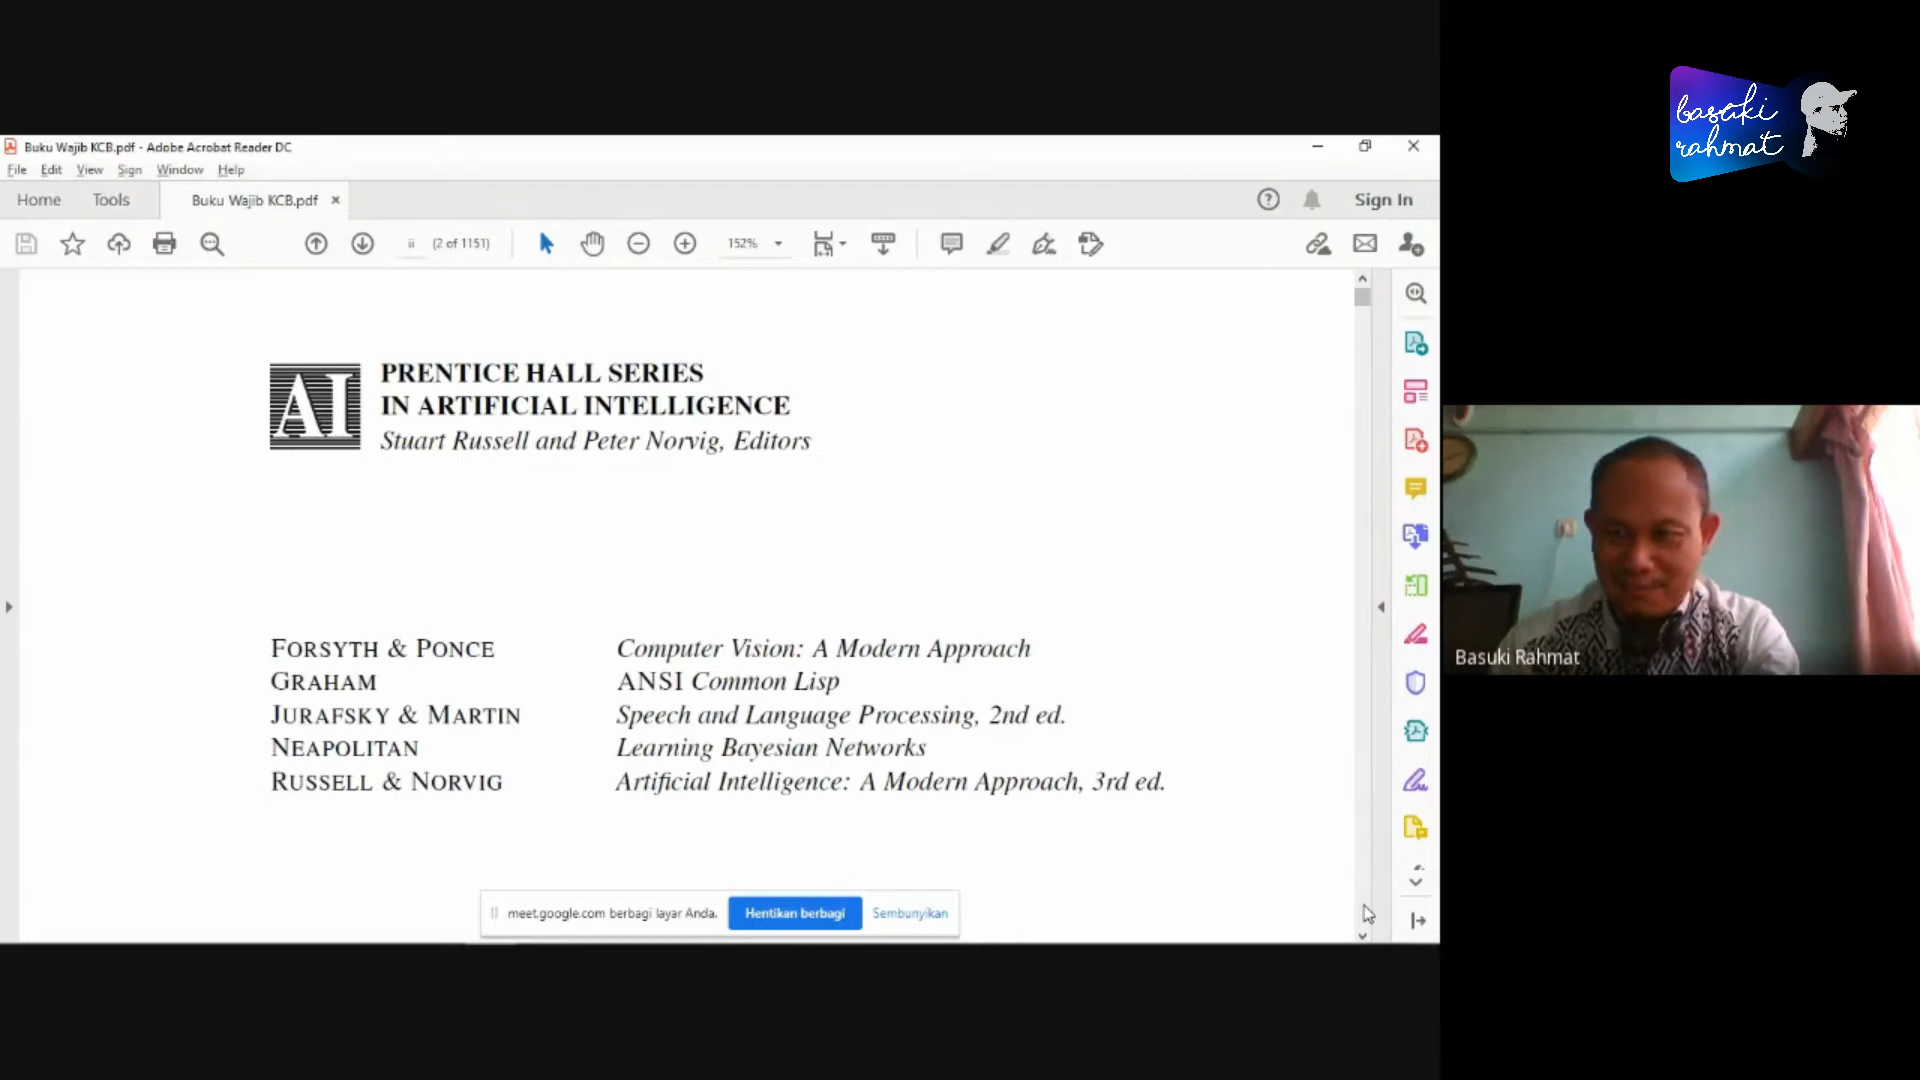 Buku Wajib KCB.pdf - Adobe Acrobat Reader DC
File Edit View Sign Window Help
Home Tools Buku Wajib KCB.pdf × Sign In
ii (2 of 1151) 152%
AI
PRENTICE HALL SERIES
IN ARTIFICIAL INTELLIGENCE
Stuart Russell and Peter Norvig, Editors
FORSYTH & PONCE Computer Vision: A Modern Approach
GRAHAM ANSI Common Lisp
JURAFSKY & MARTIN Speech and Language Processing, 2nd ed.
NEAPOLITAN Learning Bayesian Networks
RUSSELL & NORVIG Artificial Intelligence: A Modern Approach, 3rd ed.
meet.google.com berbagi layar Anda. Hentikan berbagi Sembunyikan
basuki
rahmat
Basuki Rahmat